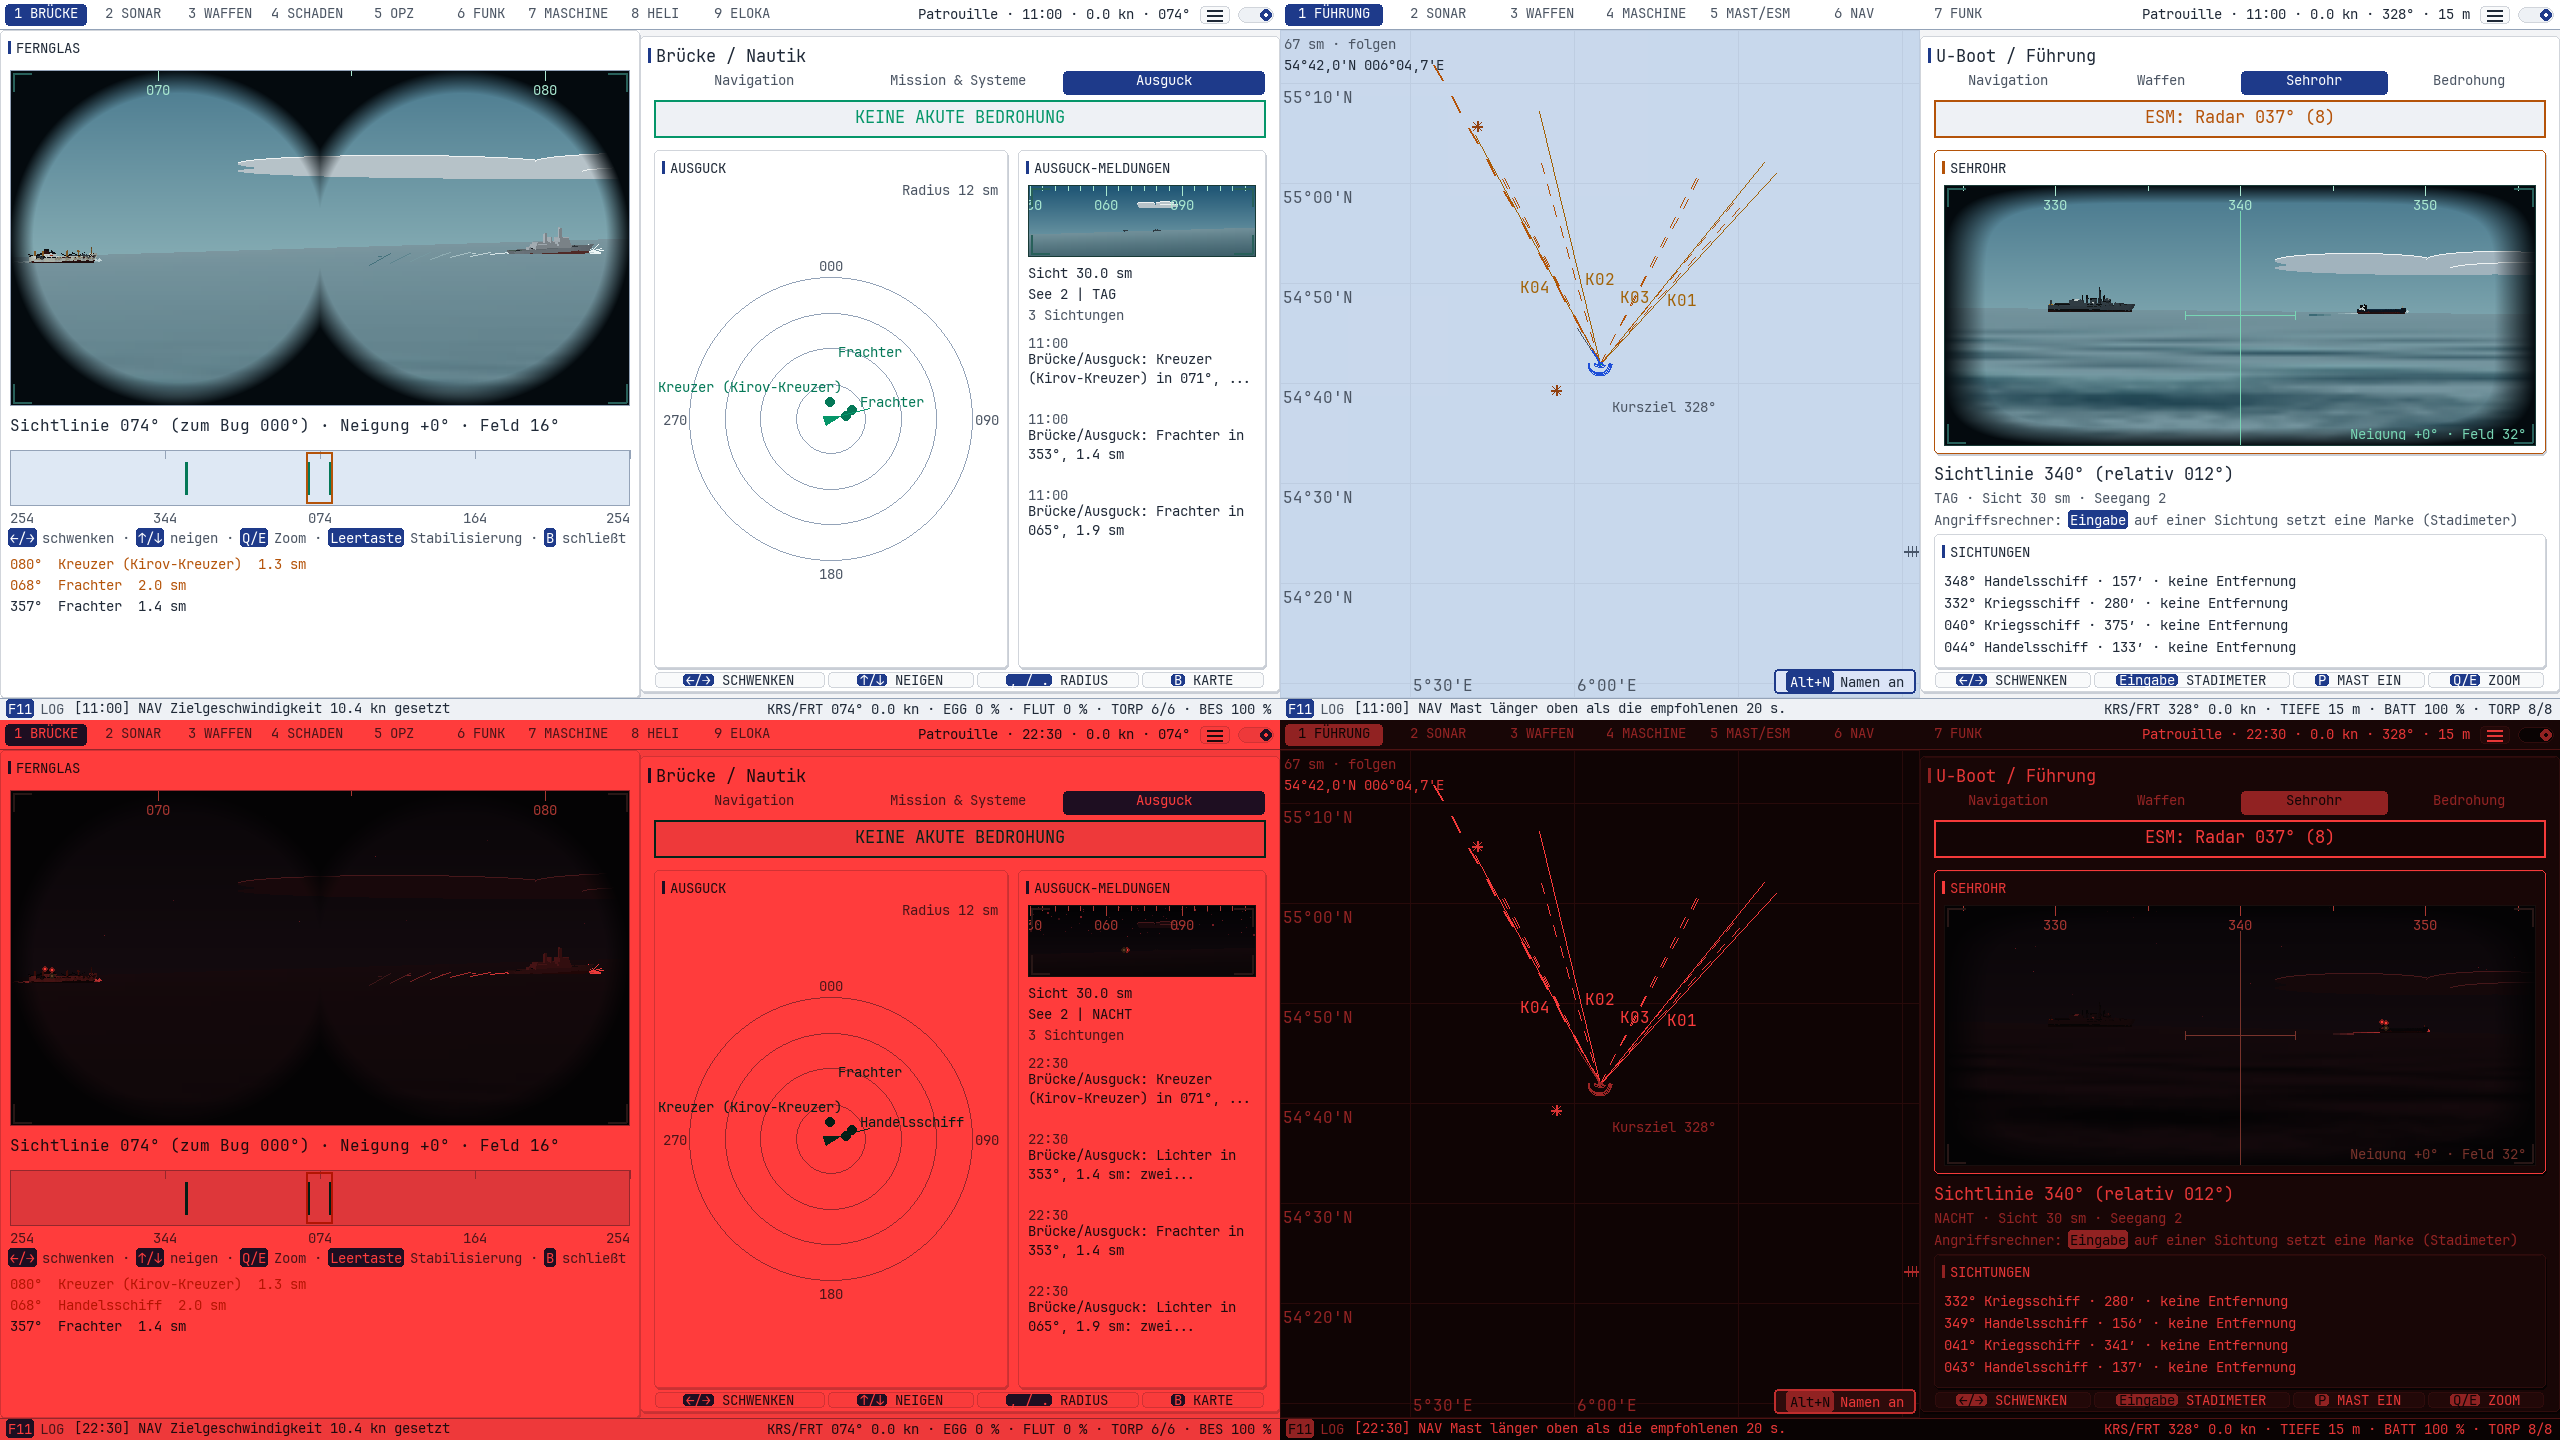 1 BRÜCKE 2 SONAR 3 WAFFEN 4 SCHADEN 5 OPZ 6 FUNK 7 MASCHINE 8 HELI 9 ELOKA Patrouille · 11:00 · 0.0 kn · 074°
FERNGLAS
070 080
Sichtlinie 074° (zum Bug 000°) · Neigung +0° · Feld 16°
254 344 074 164 254
←/→ schwenken · ↑/↓ neigen · Q/E Zoom · Leertaste Stabilisierung · B schließt
080° Kreuzer (Kirov-Kreuzer) 1.3 sm
068° Frachter 2.0 sm
357° Frachter 1.4 sm
Brücke / Nautik
Navigation Mission & Systeme Ausguck
KEINE AKUTE BEDROHUNG
AUSGUCK
Radius 12 sm
000
Frachter
Kreuzer (Kirov-Kreuzer)
Frachter
270 090
180
AUSGUCK-MELDUNGEN
060 090
Sicht 30.0 sm
See 2 | TAG
3 Sichtungen
11:00
Brücke/Ausguck: Kreuzer
(Kirov-Kreuzer) in 071°, ...
11:00
Brücke/Ausguck: Frachter in
353°, 1.4 sm
11:00
Brücke/Ausguck: Frachter in
065°, 1.9 sm
←/→ SCHWENKEN ↑/↓ NEIGEN , / . RADIUS B KARTE
F11 LOG [11:00] NAV Zielgeschwindigkeit 10.4 kn gesetzt KRS/FRT 074° 0.0 kn · EGG 0 % · FLUT 0 % · TORP 6/6 · BES 100 %
1 FÜHRUNG 2 SONAR 3 WAFFEN 4 MASCHINE 5 MAST/ESM 6 NAV 7 FUNK Patrouille · 11:00 · 0.0 kn · 328° · 15 m
67 sm · folgen
54°42,0'N 006°04,7'E
55°10'N
55°00'N
54°50'N
54°40'N
54°30'N
54°20'N
K04 K02 K03 K01
Kursziel 328°
5°30'E 6°00'E
Alt+N Namen an
U-Boot / Führung
Navigation Waffen Sehrohr Bedrohung
ESM: Radar 037° (8)
SEHROHR
330 340 350
Neigung +0° · Feld 32°
Sichtlinie 340° (relativ 012°)
TAG · Sicht 30 sm · Seegang 2
Angriffsrechner: Eingabe auf einer Sichtung setzt eine Marke (Stadimeter)
SICHTUNGEN
348° Handelsschiff · 157′ · keine Entfernung
332° Kriegsschiff · 280′ · keine Entfernung
040° Kriegsschiff · 375′ · keine Entfernung
044° Handelsschiff · 133′ · keine Entfernung
←/→ SCHWENKEN Eingabe STADIMETER P MAST EIN Q/E ZOOM
F11 LOG [11:00] NAV Mast länger oben als die empfohlenen 20 s. KRS/FRT 328° 0.0 kn · TIEFE 15 m · BATT 100 % · TORP 8/8
1 BRÜCKE 2 SONAR 3 WAFFEN 4 SCHADEN 5 OPZ 6 FUNK 7 MASCHINE 8 HELI 9 ELOKA Patrouille · 22:30 · 0.0 kn · 074°
FERNGLAS
070 080
Sichtlinie 074° (zum Bug 000°) · Neigung +0° · Feld 16°
254 344 074 164 254
←/→ schwenken · ↑/↓ neigen · Q/E Zoom · Leertaste Stabilisierung · B schließt
080° Kreuzer (Kirov-Kreuzer) 1.3 sm
068° Handelsschiff 2.0 sm
357° Frachter 1.4 sm
Brücke / Nautik
Navigation Mission & Systeme Ausguck
KEINE AKUTE BEDROHUNG
AUSGUCK
Radius 12 sm
000
Frachter
Kreuzer (Kirov-Kreuzer)
Handelsschiff
270 090
180
AUSGUCK-MELDUNGEN
060 090
Sicht 30.0 sm
See 2 | NACHT
3 Sichtungen
22:30
Brücke/Ausguck: Kreuzer
(Kirov-Kreuzer) in 071°, ...
22:30
Brücke/Ausguck: Lichter in
353°, 1.4 sm: zwei...
22:30
Brücke/Ausguck: Frachter in
353°, 1.4 sm
22:30
Brücke/Ausguck: Lichter in
065°, 1.9 sm: zwei...
←/→ SCHWENKEN ↑/↓ NEIGEN , / . RADIUS B KARTE
F11 LOG [22:30] NAV Zielgeschwindigkeit 10.4 kn gesetzt KRS/FRT 074° 0.0 kn · EGG 0 % · FLUT 0 % · TORP 6/6 · BES 100 %
1 FÜHRUNG 2 SONAR 3 WAFFEN 4 MASCHINE 5 MAST/ESM 6 NAV 7 FUNK Patrouille · 22:30 · 0.0 kn · 328° · 15 m
67 sm · folgen
54°42,0'N 006°04,7'E
55°10'N
55°00'N
54°50'N
54°40'N
54°30'N
54°20'N
K04 K02 K03 K01
Kursziel 328°
5°30'E 6°00'E
Alt+N Namen an
U-Boot / Führung
Navigation Waffen Sehrohr Bedrohung
ESM: Radar 037° (8)
SEHROHR
330 340 350
Neigung +0° · Feld 32°
Sichtlinie 340° (relativ 012°)
NACHT · Sicht 30 sm · Seegang 2
Angriffsrechner: Eingabe auf einer Sichtung setzt eine Marke (Stadimeter)
SICHTUNGEN
332° Kriegsschiff · 280′ · keine Entfernung
349° Handelsschiff · 156′ · keine Entfernung
041° Kriegsschiff · 341′ · keine Entfernung
043° Handelsschiff · 137′ · keine Entfernung
←/→ SCHWENKEN Eingabe STADIMETER P MAST EIN Q/E ZOOM
F11 LOG [22:30] NAV Mast länger oben als die empfohlenen 20 s. KRS/FRT 328° 0.0 kn · TIEFE 15 m · BATT 100 % · TORP 8/8